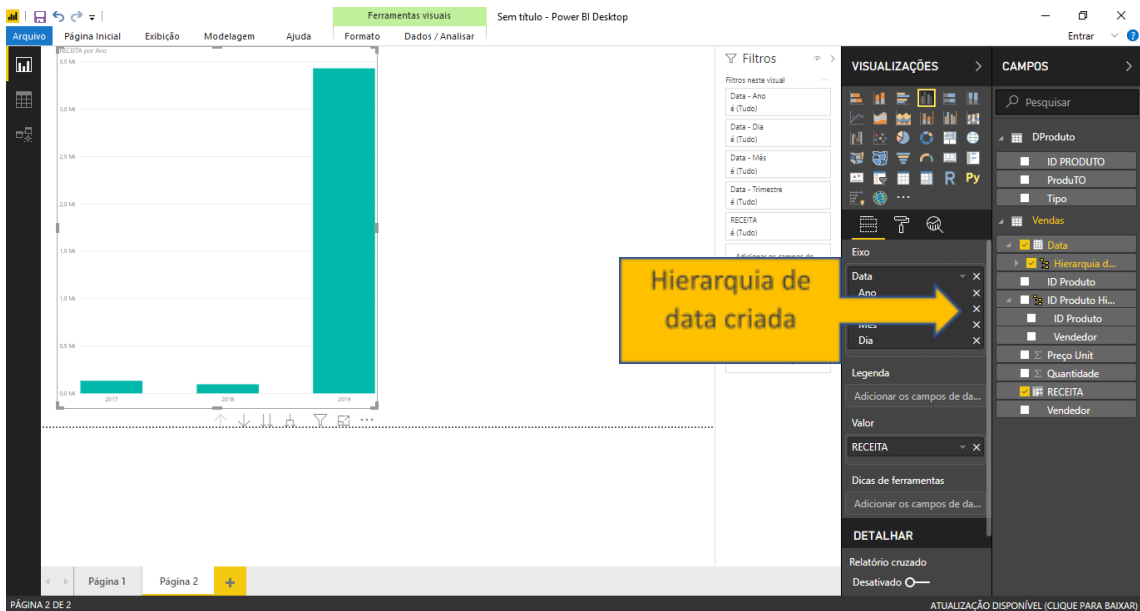 Ferramentas visuais
Sem título - Power BI Desktop
Arquivo
Página Inicial
Exibição
Modelagem
Ajuda
Formato
Dados / Analisar
Entrar
RECEITA por Ano
3,5 Mi
3,0 Mi
2,5 Mi
2,0 Mi
1,5 Mi
1,0 Mi
0,5 Mi
0,0 Mi
2017
2018
2019
Filtros
Filtros neste visual
Data - Ano
é (Tudo)
Data - Dia
é (Tudo)
Data - Mês
é (Tudo)
Data - Trimestre
é (Tudo)
RECEITA
é (Tudo)
Adicionar os campos de
Hierarquia de
data criada
VISUALIZAÇÕES
R
Py
Eixo
Data
Ano
Mês
Dia
Legenda
Adicionar os campos de da...
Valor
RECEITA
Dicas de ferramentas
Adicionar os campos de da...
DETALHAR
Relatório cruzado
Desativado
CAMPOS
Pesquisar
DProduto
ID PRODUTO
ProduTO
Tipo
Vendas
Data
Hierarquia d...
ID Produto
ID Produto Hi...
ID Produto
Vendedor
Preço Unit
Quantidade
RECEITA
Vendedor
Página 1
Página 2
PÁGINA 2 DE 2
ATUALIZAÇÃO DISPONÍVEL (CLIQUE PARA BAIXAR)